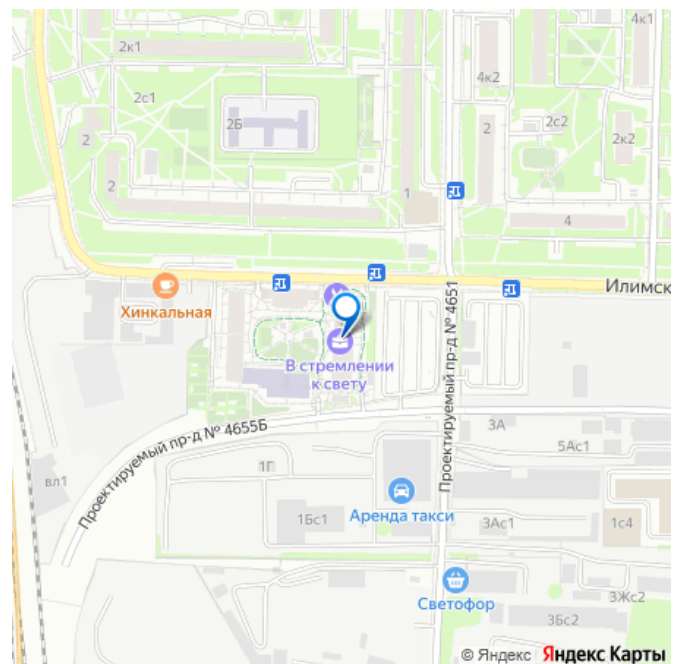 2к1
4к1
4к2
2с1
2Б
2
2
2с2
2
2к2
1
4
Илимск
Хинкальная
В стремлении
к свету
Проектируемый пр-д № 4651
Проектируемый пр-д № 4655Б
3А
5Ас1
1Г
вл1
1Бс1
Аренда такси
3Ас1
1с4
Светофор
3Жс2
3Бс2
© Яндекс Яндекс Карты